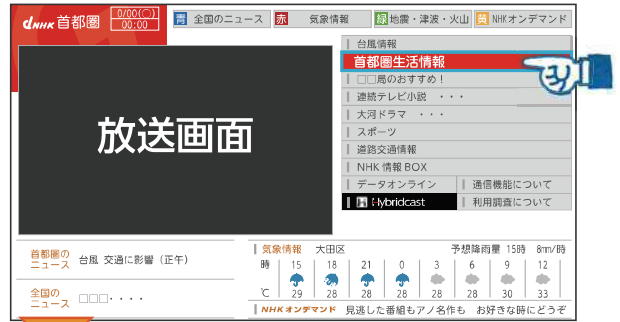 dNHK 首都圏 0/00(○) 00:00
青 全国のニュース 赤 気象情報 緑 地震・津波・火山 黄 NHKオンデマンド
台風情報
首都圏生活情報
□□局のおすすめ!
連続テレビ小説 ・・・
大河ドラマ ・・・
スポーツ
道路交通情報
NHK 情報 BOX
データオンライン 通信機能について
Hybridcast 利用調査について
放送画面
首都圏の
ニュース
台風 交通に影響(正午)
全国の
ニュース
□□□・・・・
気象情報 大田区 予想降雨量 15時 8mm/時
時 15 18 21 0 3 6 9 12
℃ 29 28 28 28 28 28 30 33
NHKオンデマンド 見逃した番組もアノ名作も お好きな時にどうぞ